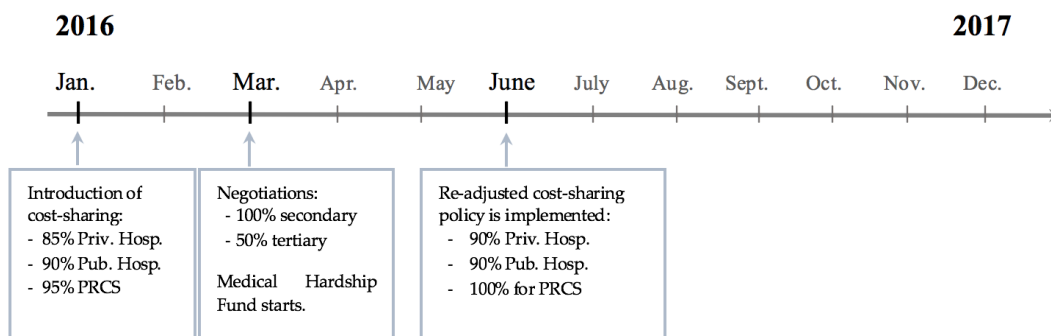 2016 2017
Jan. Feb. Mar. Apr. May June July Aug. Sept. Oct. Nov. Dec.
Introduction of
cost-sharing:
- 85% Priv. Hosp.
- 90% Pub. Hosp.
- 95% PRCS
Negotiations:
- 100% secondary
- 50% tertiary
Medical Hardship
Fund starts.
Re-adjusted cost-sharing
policy is implemented:
- 90% Priv. Hosp.
- 90% Pub. Hosp.
- 100% for PRCS